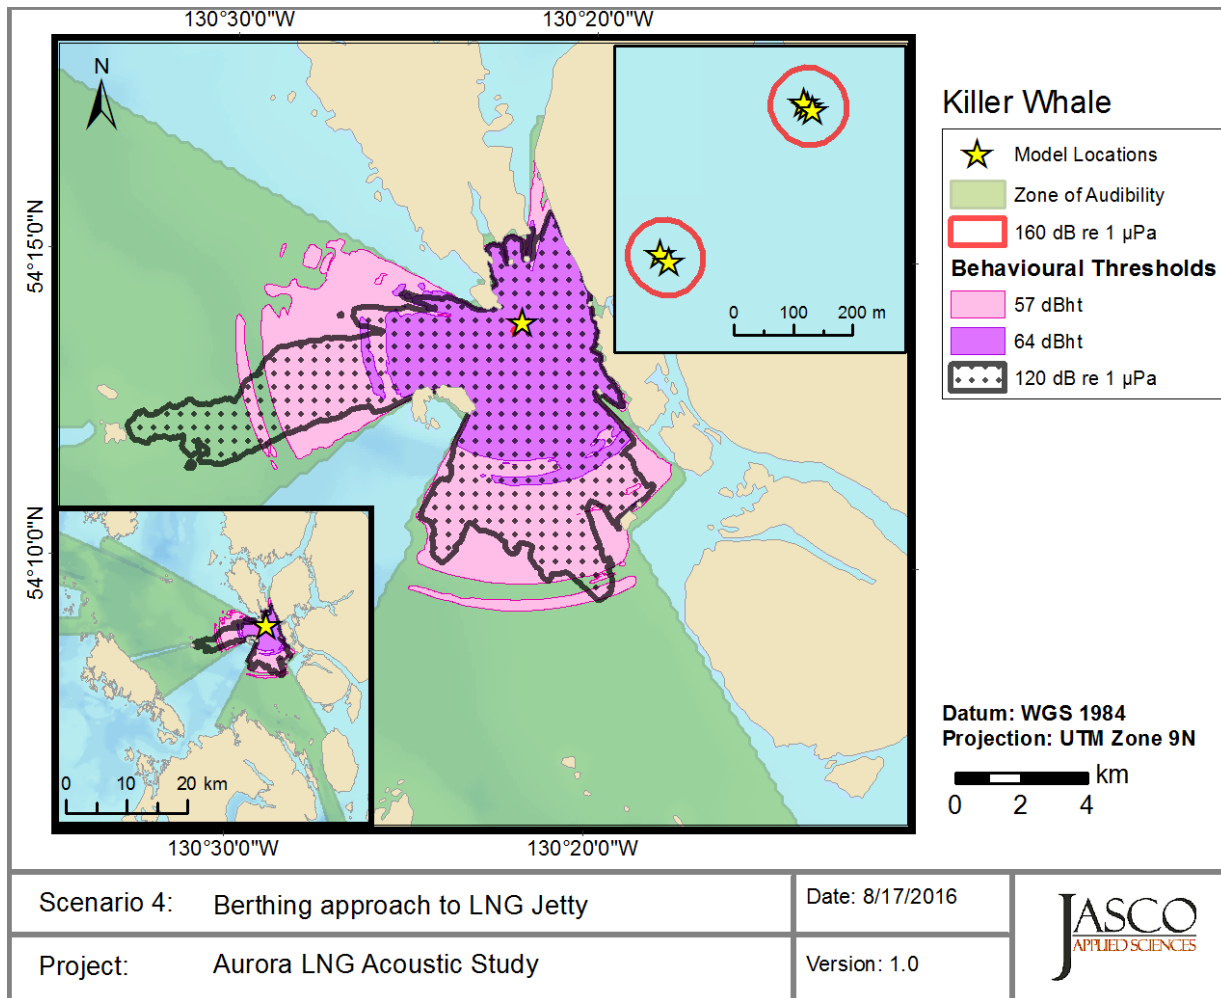 130°30'0"W 130°20'0"W
N
54°15'0"N
54°10'0"N
0 100 200 m
0 10 20 km
130°30'0"W 130°20'0"W
Killer Whale
Model Locations
Zone of Audibility
160 dB re 1 µPa
Behavioural Thresholds
57 dBht
64 dBht
120 dB re 1 µPa
Datum: WGS 1984
Projection: UTM Zone 9N
km
0 2 4
Scenario 4: Berthing approach to LNG Jetty
Date: 8/17/2016
Project: Aurora LNG Acoustic Study
Version: 1.0
JASCO
APPLIED SCIENCES